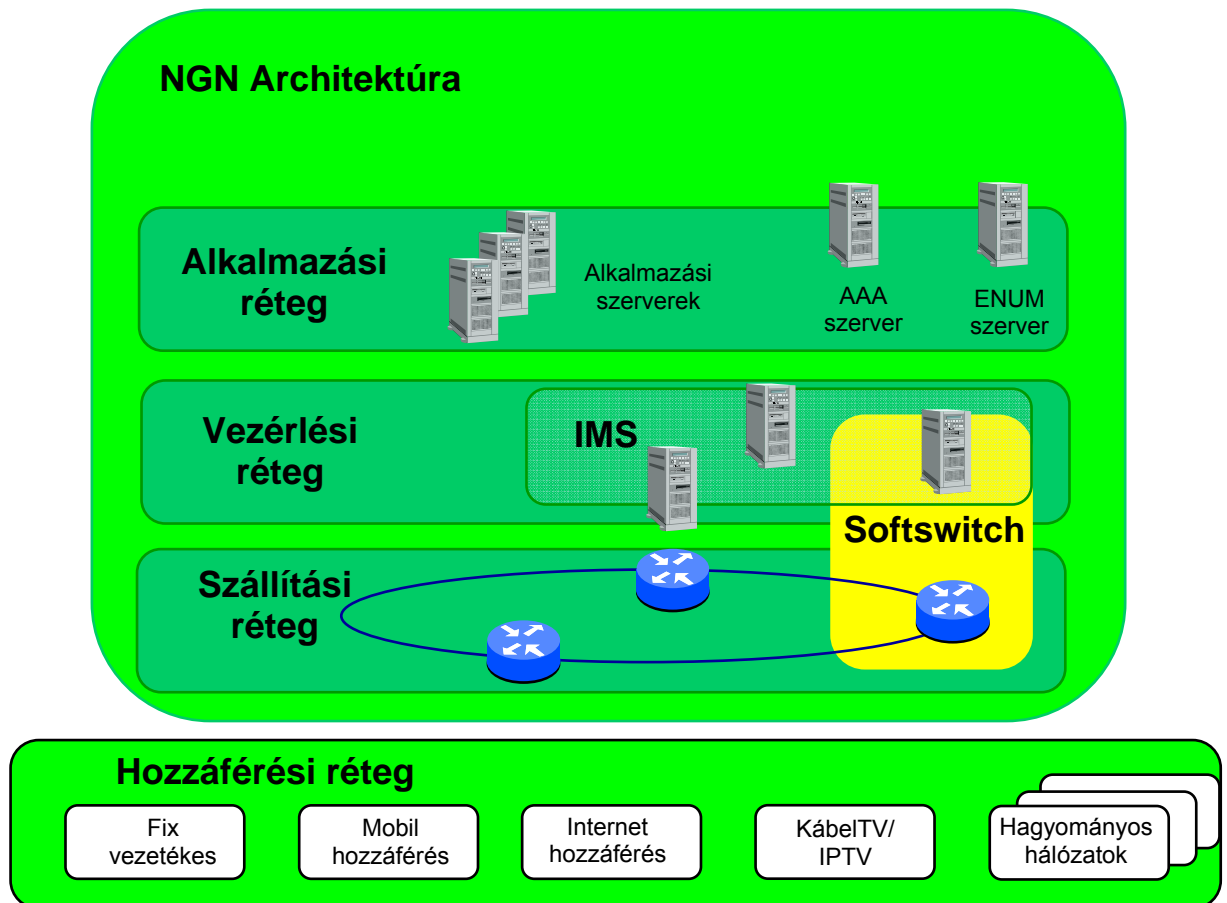 NGN Architektúra
Alkalmazási
réteg
Alkalmazási
szerverek
AAA
szerver
ENUM
szerver
Vezérlési
réteg
IMS
Softswitch
Szállítási
réteg
Hozzáférési réteg
Fix
vezetékes
Mobil
hozzáférés
Internet
hozzáférés
KábelTV/
IPTV
Hagyományos
hálózatok